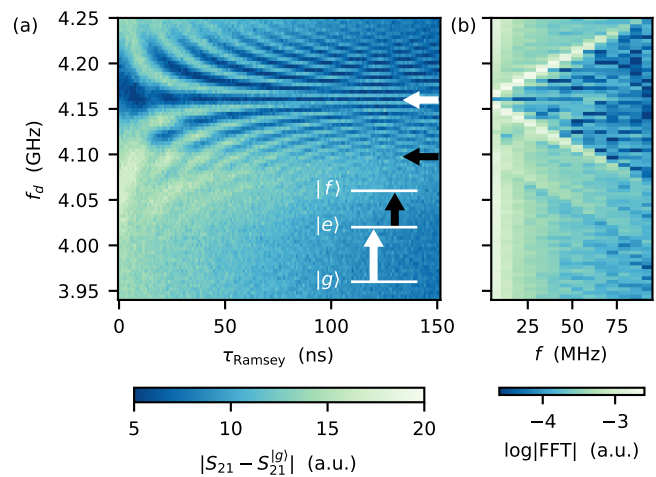 (a)
(b)
4.25
4.20
4.15
4.10
4.05
4.00
3.95
f_d (GHz)
|f⟩
|e⟩
|g⟩
0 50 100 150
τ_Ramsey (ns)
25 50 75
f (MHz)
5 10 15 20
|S_21 − S_21^|g⟩| (a.u.)
−4 −3
log|FFT| (a.u.)